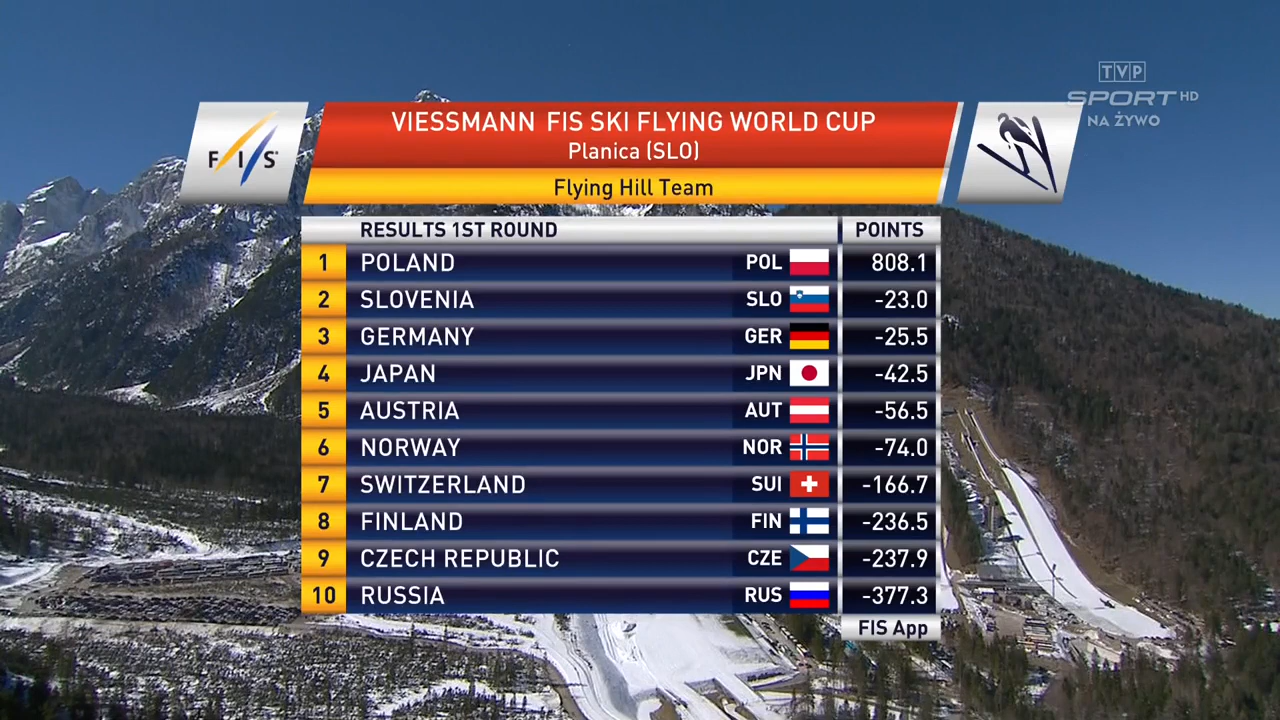 TVP
SPORT HD
NA ŻYWO
FIS
VIESSMANN FIS SKI FLYING WORLD CUP
Planica (SLO)
Flying Hill Team
RESULTS 1ST ROUND POINTS
1 POLAND POL 808.1
2 SLOVENIA SLO -23.0
3 GERMANY GER -25.5
4 JAPAN JPN -42.5
5 AUSTRIA AUT -56.5
6 NORWAY NOR -74.0
7 SWITZERLAND SUI -166.7
8 FINLAND FIN -236.5
9 CZECH REPUBLIC CZE -237.9
10 RUSSIA RUS -377.3
FIS App